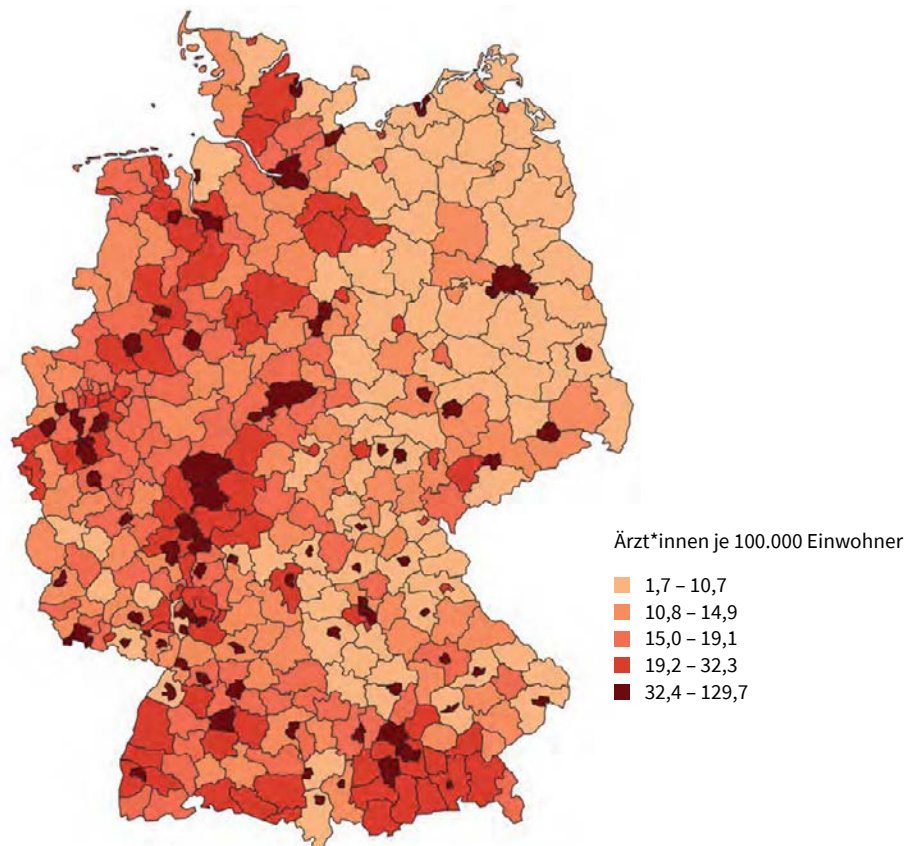 Ärzt*innen je 100.000 Einwohner
1,7 – 10,7
10,8 – 14,9
15,0 – 19,1
19,2 – 32,3
32,4 – 129,7